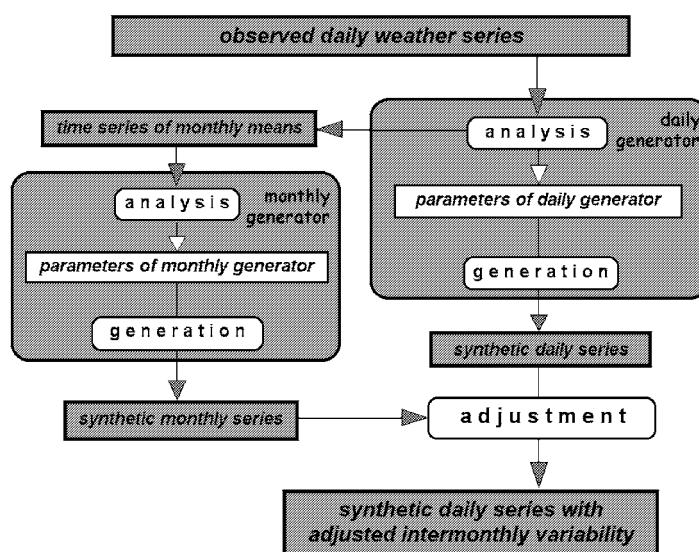 observed daily weather series
time series of monthly means
analysis
daily
generator
parameters of daily generator
generation
analysis
monthly
generator
parameters of monthly generator
generation
synthetic daily series
synthetic monthly series
adjustment
synthetic daily series with
adjusted intermonthly variability